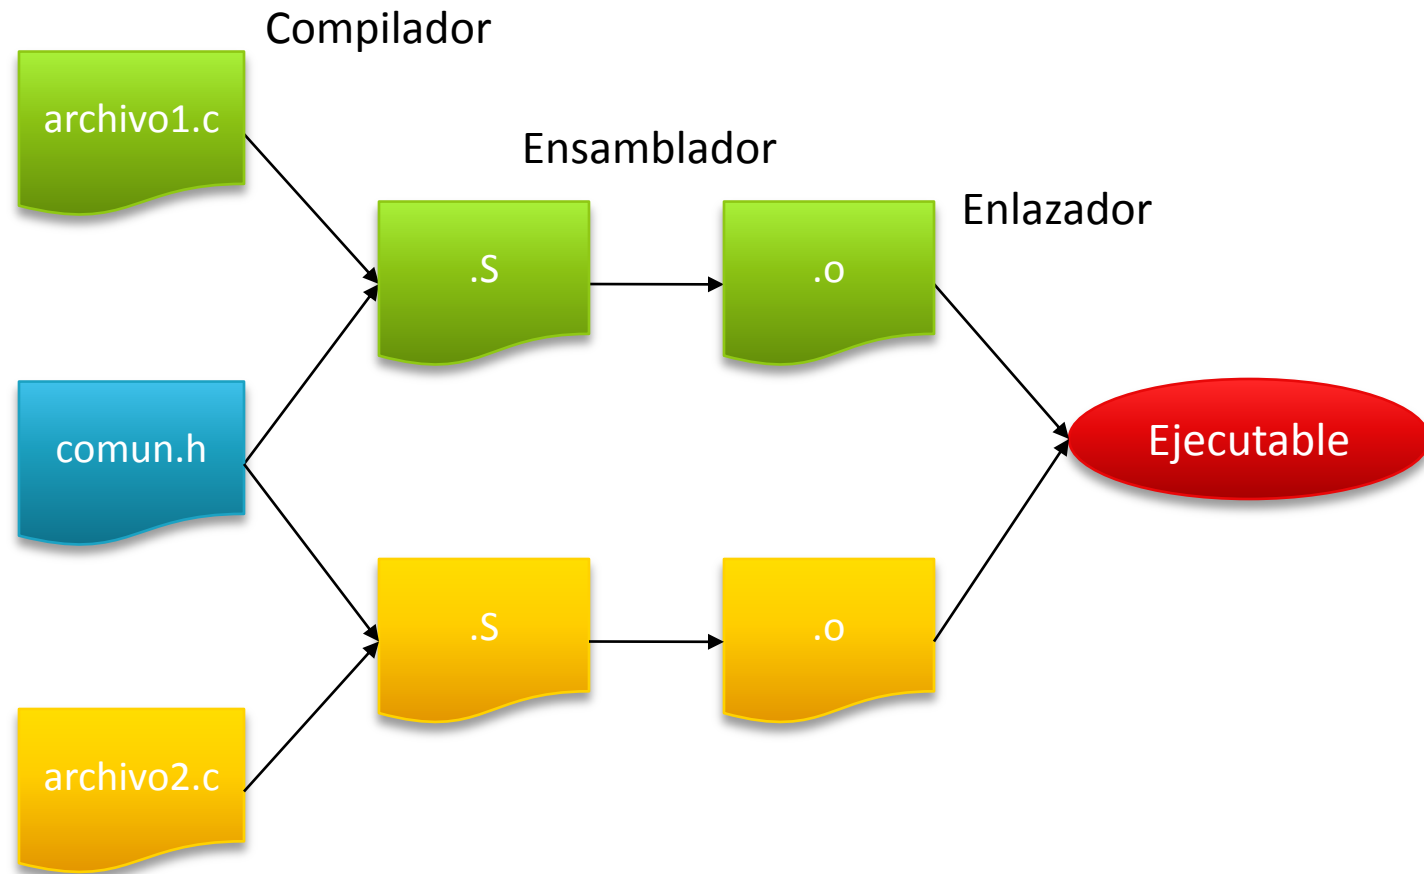 Compilador
archivo1.c
Ensamblador
Enlazador
.S
.o
comun.h
Ejecutable
.S
.o
archivo2.c